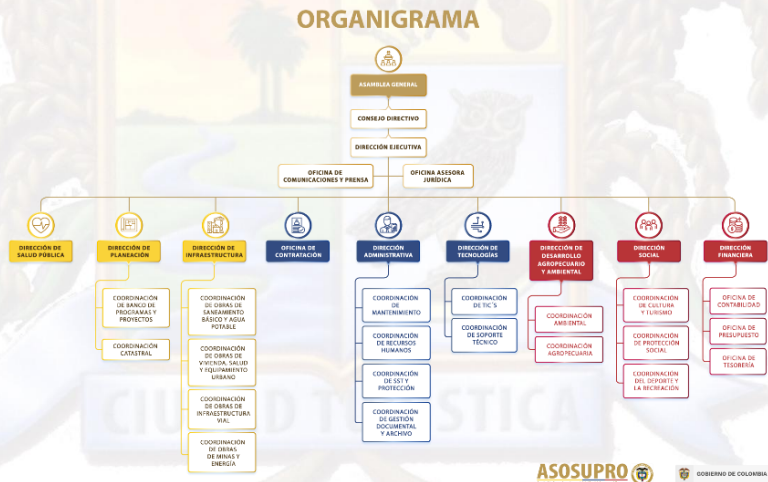 ORGANIGRAMA
ASAMBLEA GENERAL
CONSEJO DIRECTIVO
DIRECCIÓN EJECUTIVA
OFICINA DE
COMUNICACIONES Y PRENSA
OFICINA ASESORA
JURÍDICA
DIRECCIÓN DE
SALUD PÚBLICA
DIRECCIÓN DE
PLANEACIÓN
COORDINACIÓN
DE BANCO DE
PROGRAMAS Y
PROYECTOS
COORDINACIÓN
CATASTRAL
DIRECCIÓN DE
INFRAESTRUCTURA
COORDINACIÓN
DE OBRAS DE
SANEAMIENTO
BÁSICO Y AGUA
POTABLE
COORDINACIÓN
DE OBRAS DE
VIVIENDA, SALUD
Y EQUIPAMIENTO
URBANO
COORDINACIÓN
DE OBRAS DE
INFRAESTRUCTURA
VIAL
COORDINACIÓN
DE OBRAS
DE MINAS Y
ENERGÍA
OFICINA DE
CONTRATACIÓN
DIRECCIÓN
ADMINISTRATIVA
COORDINACIÓN
DE
MANTENIMIENTO
COORDINACIÓN
DE RECURSOS
HUMANOS
COORDINACIÓN
DE SST Y
PROTECCIÓN
COORDINACIÓN
DE GESTIÓN
DOCUMENTAL
Y ARCHIVO
DIRECCIÓN DE
TECNOLOGÍAS
COORDINACIÓN
DE TIC´S
COORDINACIÓN
DE SOPORTE
TÉCNICO
DIRECCIÓN DE
DESARROLLO
AGROPECUARIO
Y AMBIENTAL
COORDINACIÓN
AMBIENTAL
COORDINACIÓN
AGROPECUARIA
DIRECCIÓN
SOCIAL
COORDINACIÓN
DE CULTURA
Y TURISMO
COORDINACIÓN
DE PROTECCIÓN
SOCIAL
COORDINACIÓN
DEL DEPORTE Y
LA RECREACIÓN
DIRECCIÓN
FINANCIERA
OFICINA DE
CONTABILIDAD
OFICINA DE
PRESUPUESTO
OFICINA DE
TESOBERÍA
ASOSUPRO
GOBIERNO DE COLOMBIA